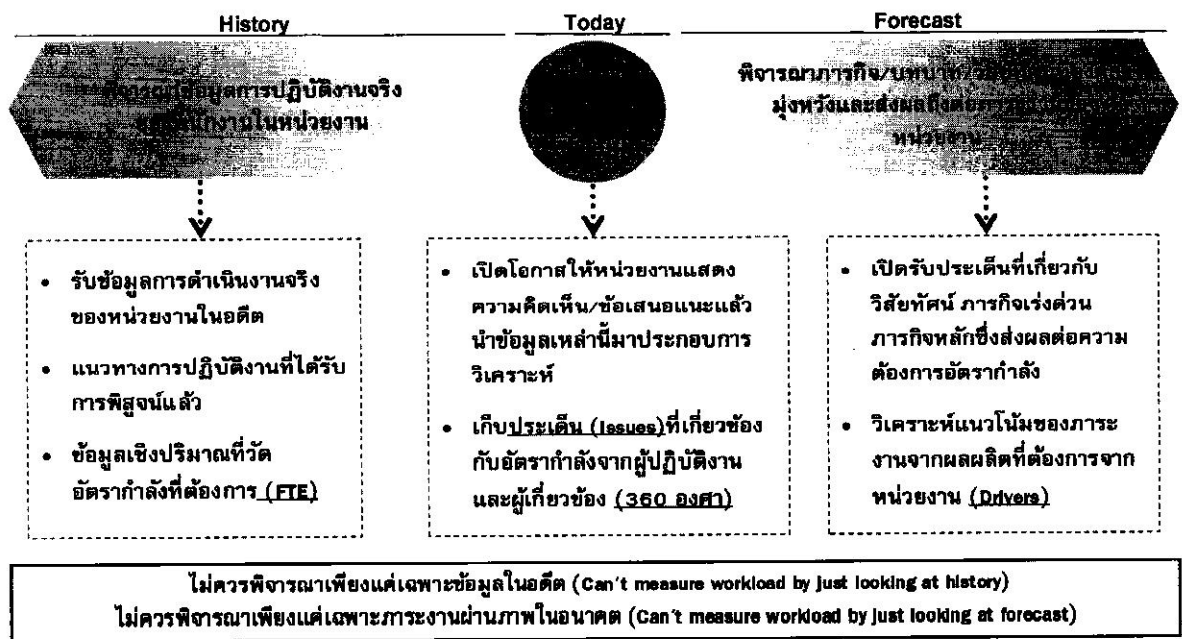 History
Today
Forecast
ปฏิบัติงานจริง
งานในหน่วยงาน
พิจารณาภารกิจ/บทบาท/
มุ่งหวังและส่งผลถึงต่อ
หน่วยงาน
• รับข้อมูลการดำเนินงานจริง
ของหน่วยงานในอดีต
• แนวทางการปฏิบัติงานที่ได้รับ
การพิสูจน์แล้ว
• ข้อมูลเชิงปริมาณที่วัด
อัตรากำลังที่ต้องการ (FTE)
• เปิดโอกาสให้หน่วยงานแสดง
ความคิดเห็น/ข้อเสนอแนะแล้ว
นำข้อมูลเหล่านี้มาประกอบการ
วิเคราะห์
• เก็บประเด็น (Issues)ที่เกี่ยวข้อง
กับอัตรากำลังจากผู้ปฏิบัติงาน
และผู้เกี่ยวข้อง (360 องศา)
• เปิดรับประเด็นที่เกี่ยวกับ
วิสัยทัศน์ ภารกิจเร่งด่วน
ภารกิจหลักซึ่งส่งผลต่อความ
ต้องการอัตรากำลัง
• วิเคราะห์แนวโน้มของภาระ
งานจากผลผลิตที่ต้องการจาก
หน่วยงาน (Drivers)
ไม่ควรพิจารณาเพียงแค่เฉพาะข้อมูลในอดีต (Can't measure workload by just looking at history)
ไม่ควรพิจารณาเพียงแค่เฉพาะภาระงานผ่านภาพในอนาคต (Can't measure workload by just looking at forecast)